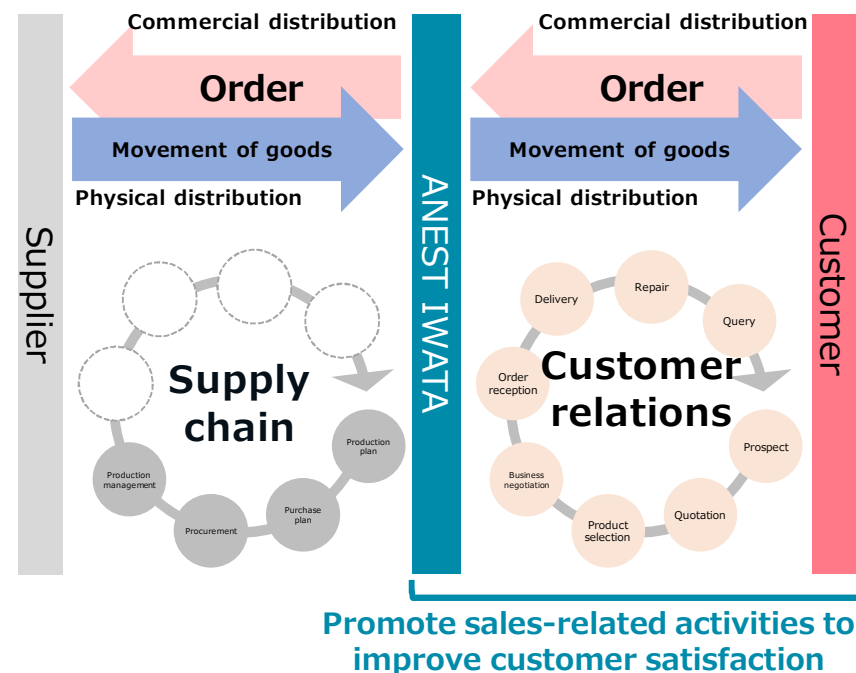 Commercial distribution
Order
Movement of goods
Physical distribution
Commercial distribution
Order
Movement of goods
Physical distribution
Supplier
ANEST IWATA
Customer
Supply
chain
Production
plan
Purchase
plan
Procurement
Production
management
Customer
relations
Prospect
Quotation
Product
selection
Business
negotiation
Order
reception
Delivery
Repair
Query
Promote sales-related activities to
improve customer satisfaction